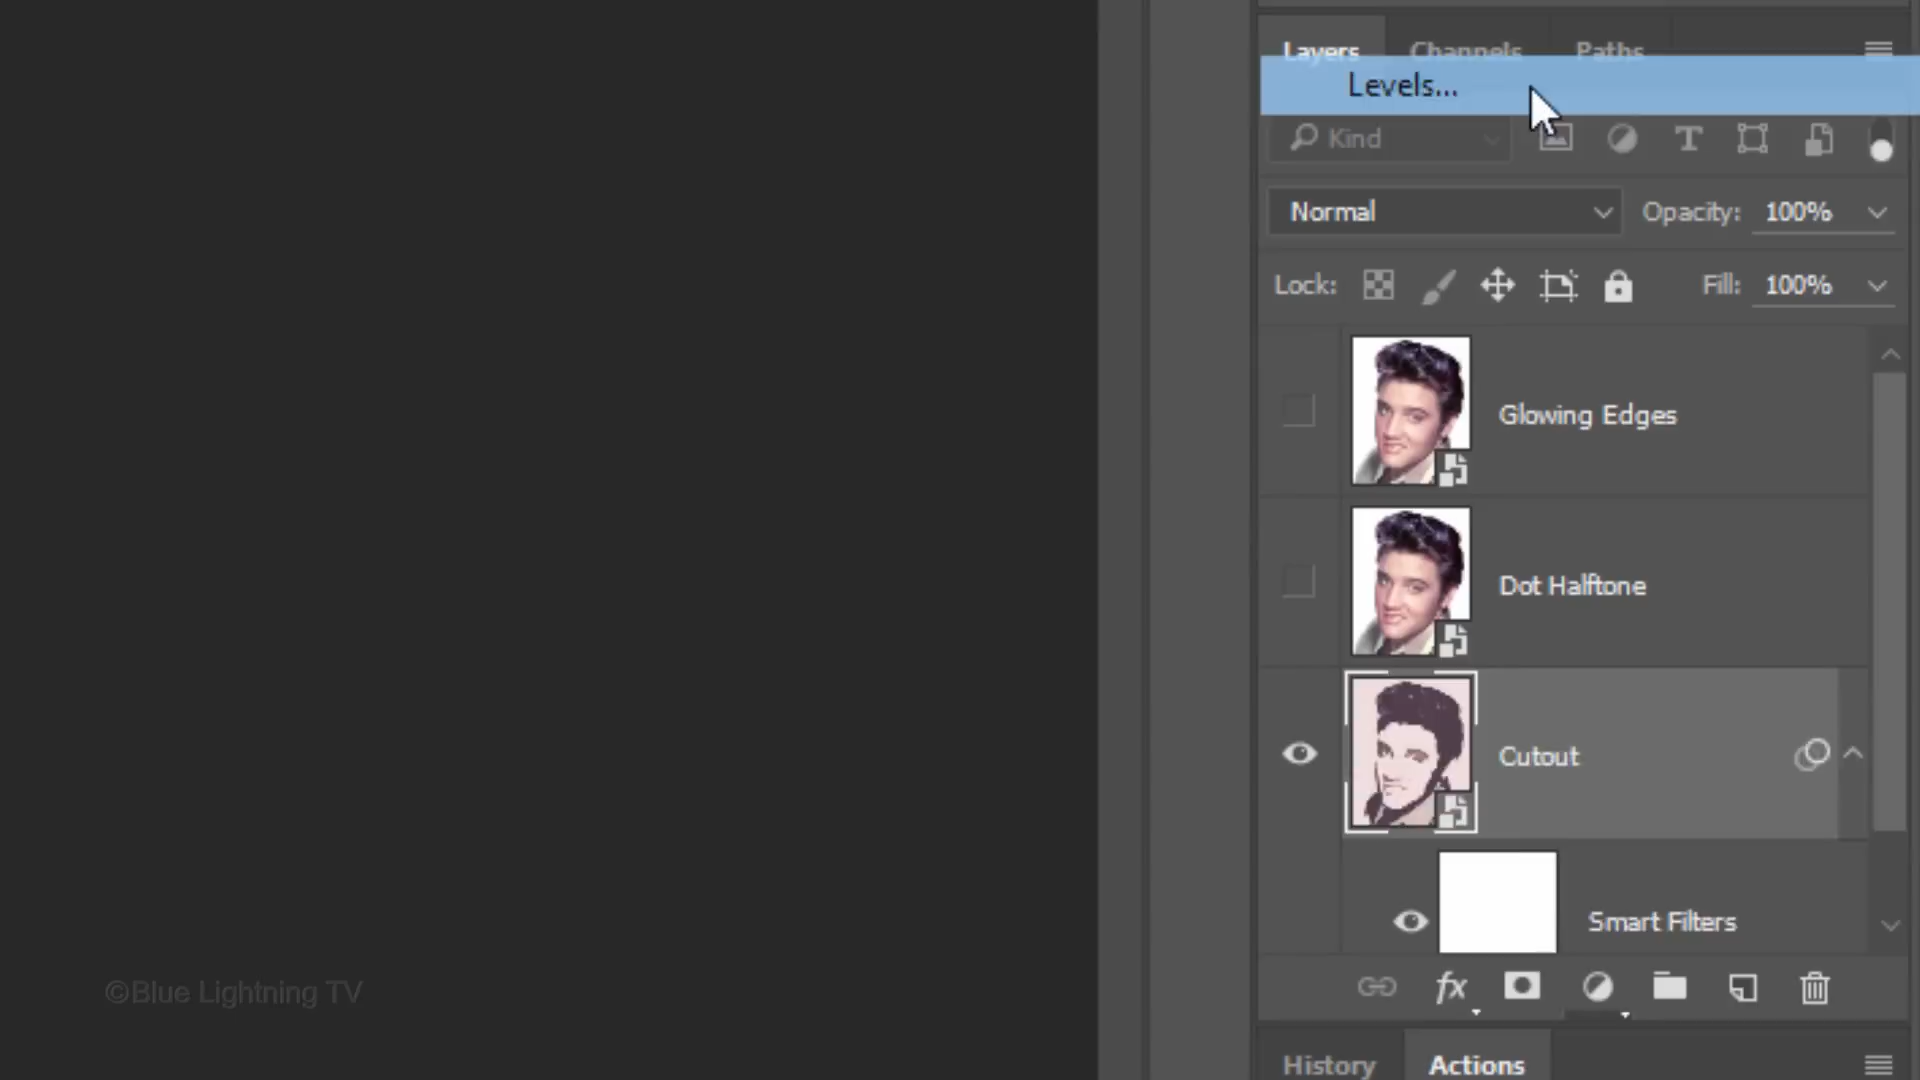 Layers Channels Paths
Levels...
Kind
Normal Opacity: 100%
Lock: Fill: 100%
Glowing Edges
Dot Halftone
Cutout
Smart Filters
fx
©Blue Lightning TV
History Actions